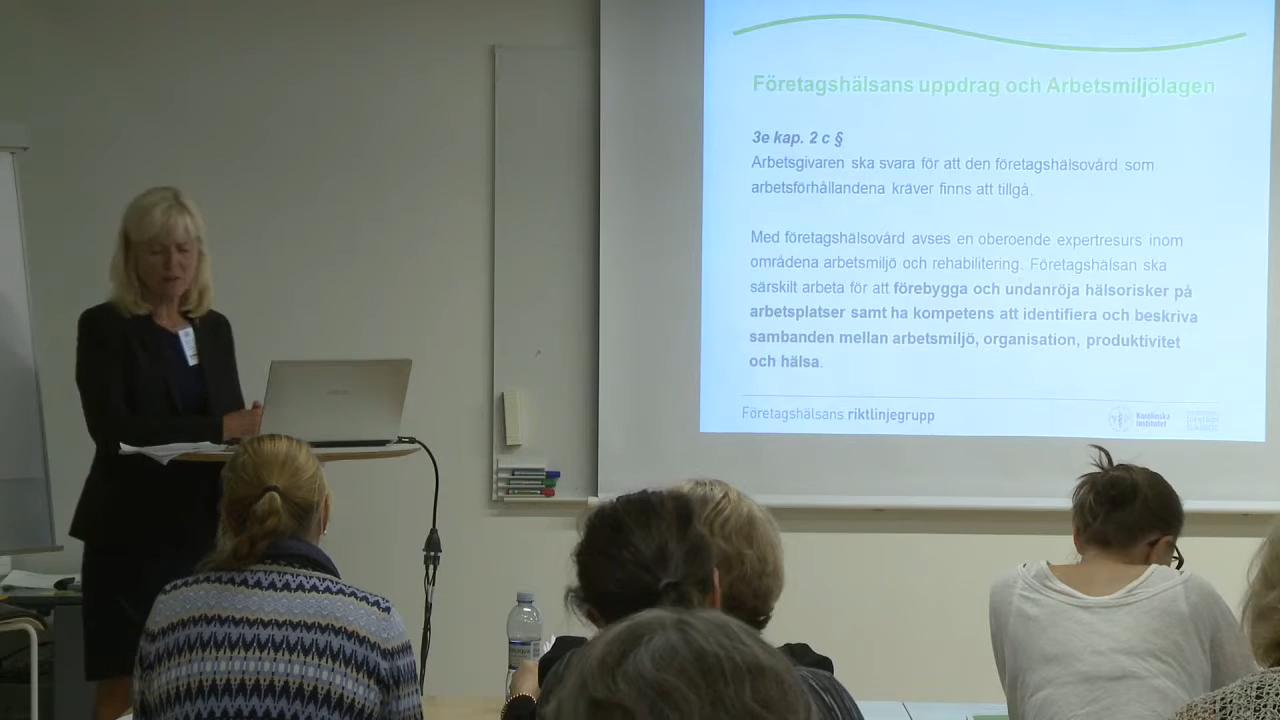 Företagshälsans uppdrag och Arbetsmiljölagen
3e kap. 2 c §
Arbetsgivaren ska svara för att den företagshälsovård som
arbetsförhållandena kräver finns att tillgå.
Med företagshälsovård avses en oberoende expertresurs inom
områdena arbetsmiljö och rehabilitering. Företagshälsan ska
särskilt arbeta för att förebygga och undanröja hälsorisker på
arbetsplatser samt ha kompetens att identifiera och beskriva
sambanden mellan arbetsmiljö, organisation, produktivitet
och hälsa.
Företagshälsans riktlinjegrupp
Karolinska
Institutet